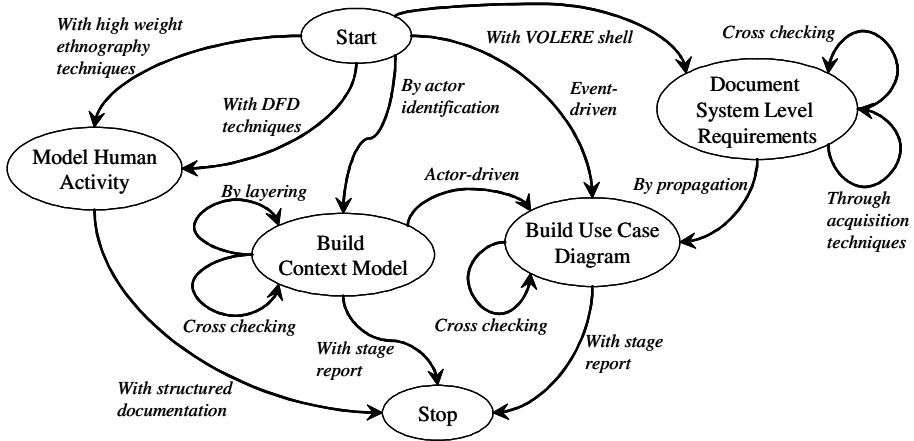 Start
With high weight
ethnography
techniques
With VOLERE shell
Cross checking
By actor
identification
Event-
driven
Document
System Level
Requirements
With DFD
techniques
Model Human
Activity
By layering
Actor-driven
By propagation
Through
acquisition
techniques
Build
Context Model
Build Use Case
Diagram
Cross checking
Cross checking
With stage
report
With stage
report
With structured
documentation
Stop